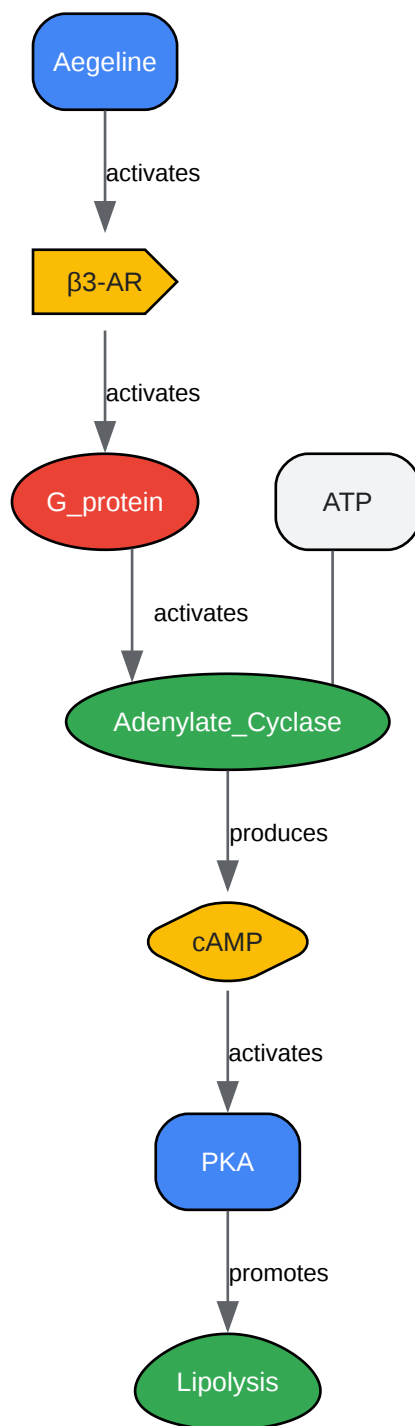 Aegeline
activates
β3-AR
activates
G_protein
ATP
activates
Adenylate_Cyclase
produces
cAMP
activates
PKA
promotes
Lipolysis